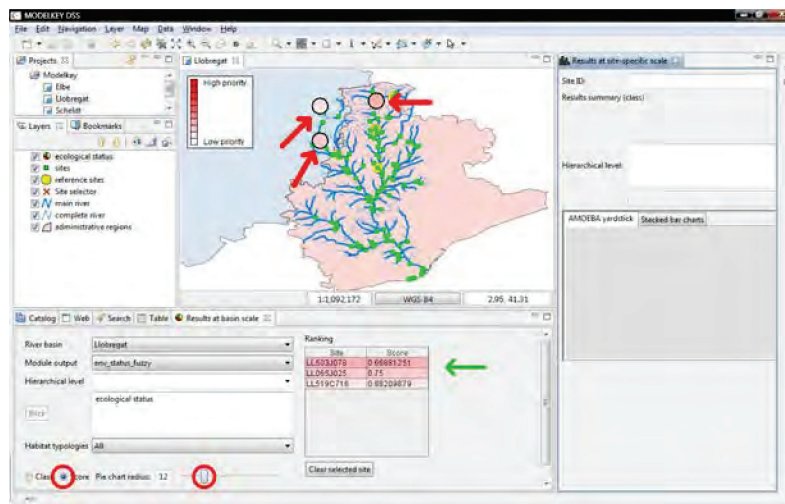 MODELKEY DSS
File Edit Navigation Layer Map Data Window Help
Projects
Modelkey
Elbe
Llobregat
Scheldt
Layers Bookmarks
ecological status
sites
reference sites
Site selector
main river
complete river
administrative regions
Llobregat
High priority
Low priority
1:1,092,172 WGS 84 2.95, 41.31
Results at site-specific scale
Site ID:
Results summary (class)
Hierarchical level:
AMOEBA yardstick Stacked bar charts
Catalog Web Search Table Results at basin scale
River basin Llobregat
Module output env_status_fuzzy
Hierarchical level
ecological status
Back
Habitat typologies All
Class Score Pie chart radius: 12
Ranking
Site Score
LL503J078 0.66881251
LL065J025 0.75
LL519C716 0.88209879
Clear selected site